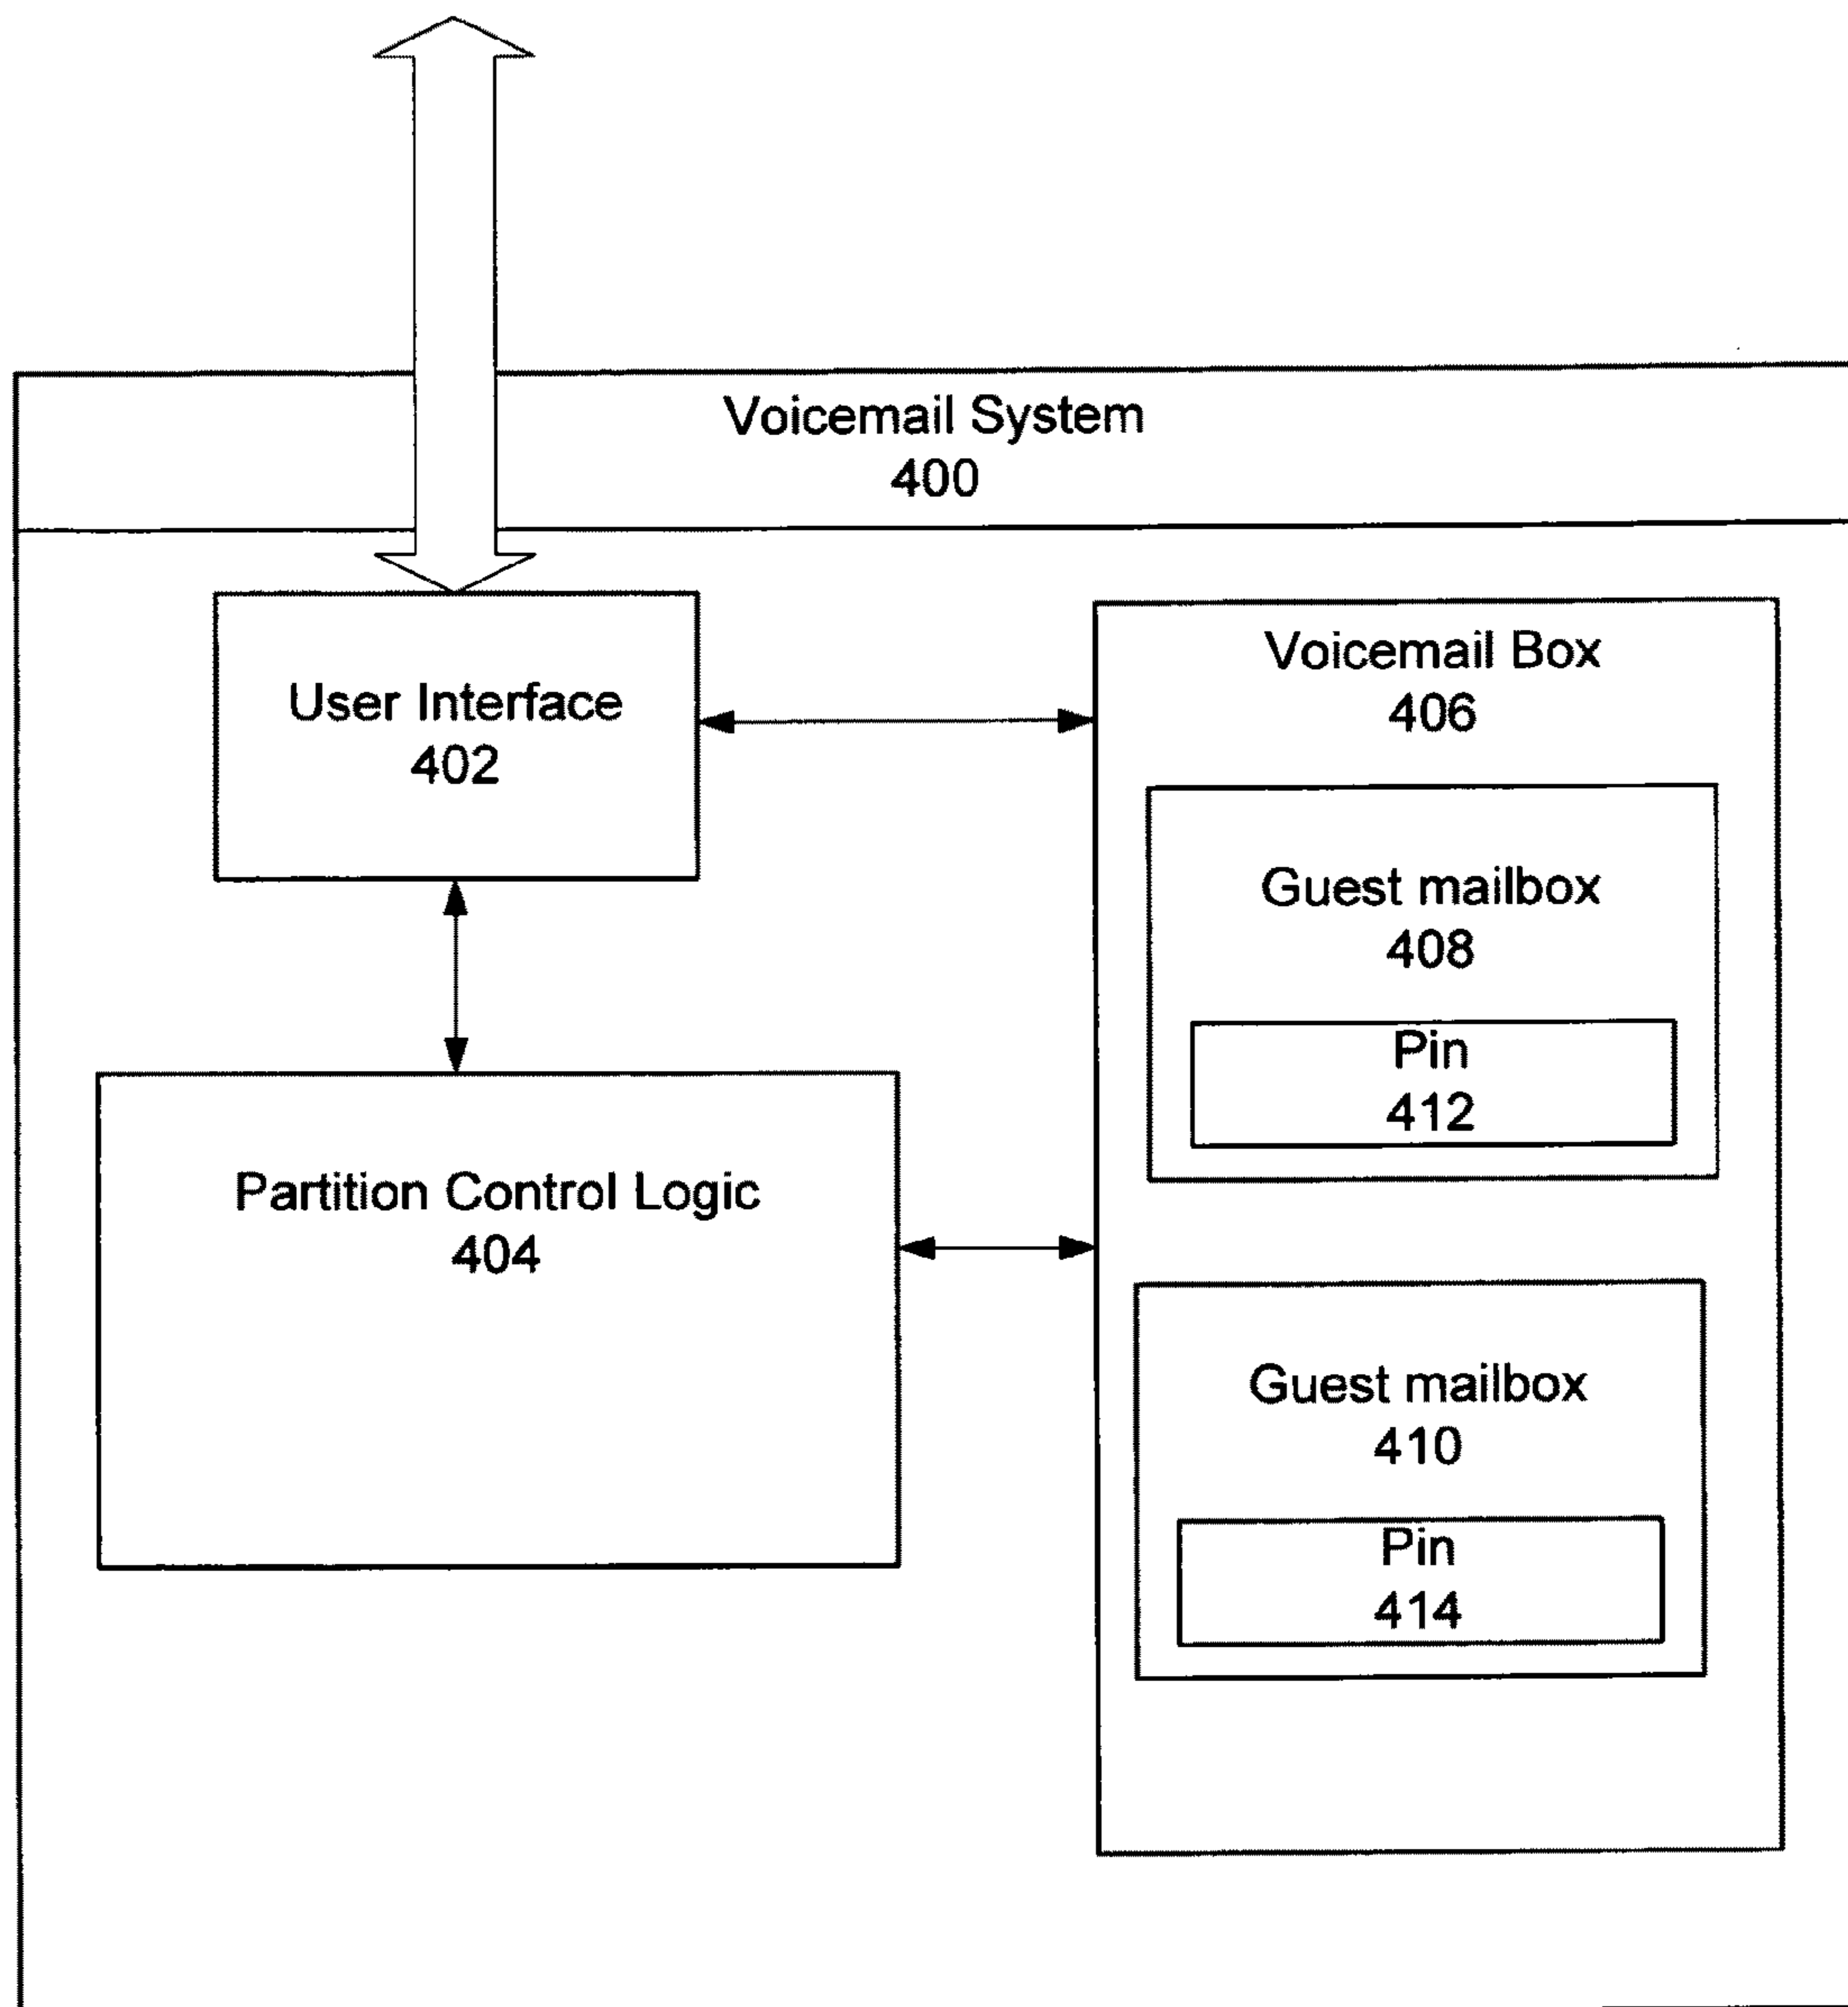 Voicemail System
400
User Interface
402
Voicemail Box
406
Guest mailbox
408
Pin
412
Partition Control Logic
404
Guest mailbox
410
Pin
414